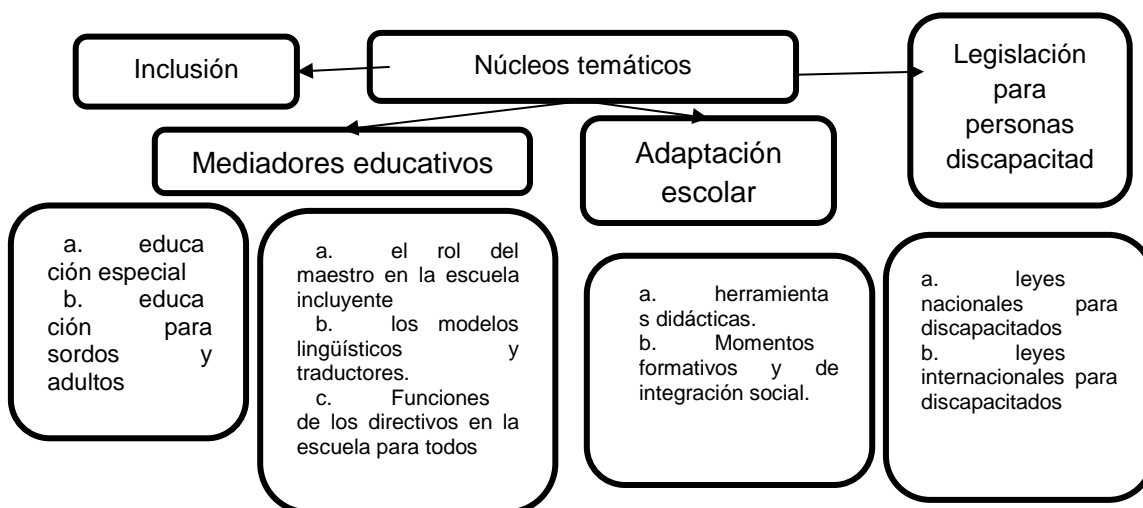 Inclusión
Núcleos temáticos
Legislación
para
personas
discapacitad
Mediadores educativos
Adaptación
escolar
a. educa
ción especial
b. educa
ción para
sordos y
adultos
a. el rol del
maestro en la escuela
incluyente
b. los modelos
lingüísticos y
traductores.
c. Funciones
de los directivos en la
escuela para todos
a. herramienta
s didácticas.
b. Momentos
formativos y de
integración social.
a. leyes
nacionales para
discapacitados
b. leyes
internacionales para
discapacitados